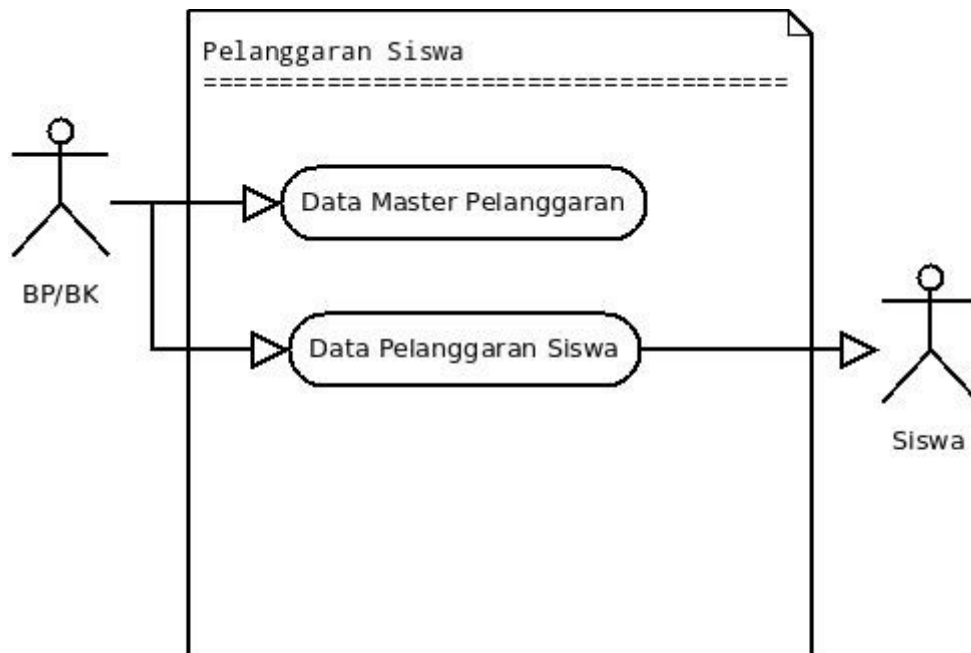 Pelanggaran Siswa
=====================================
Data Master Pelanggaran
BP/BK
Data Pelanggaran Siswa
Siswa